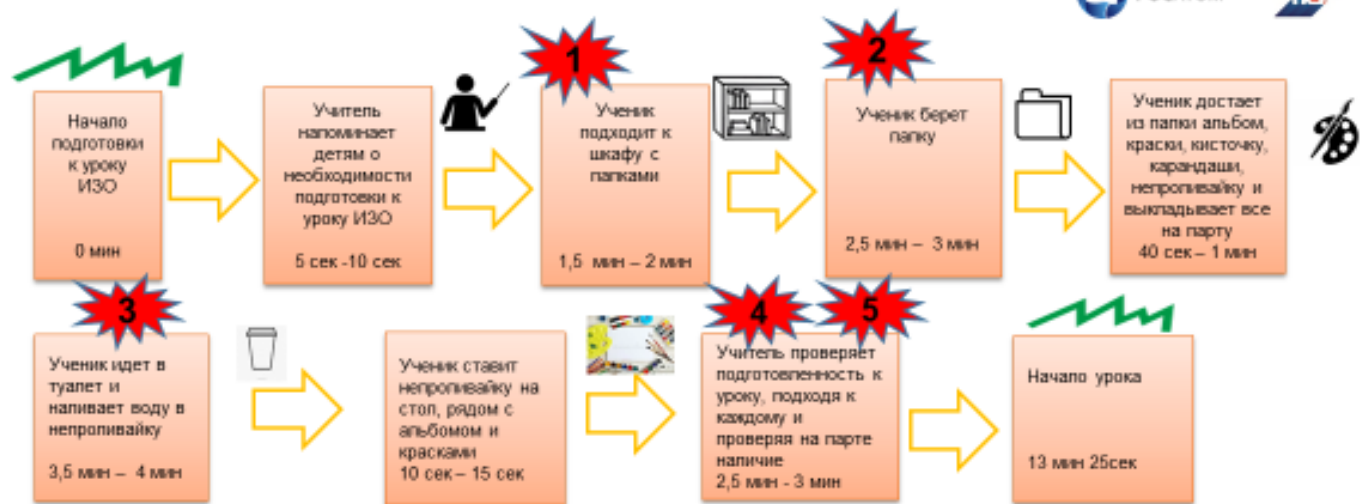 1
2
Начало
подготовки
к уроку
ИЗО
0 мин
Учитель
напоминает
детям о
необходимости
подготовки к
уроку ИЗО
5 сек -10 сек
Ученик
подходит к
шкафу с
папками
1,5 мин – 2 мин
Ученик берет
папку
2,5 мин – 3 мин
Ученик достает
из папки альбом,
краски, кисточку,
карандаши,
непроливайку и
выкладывает все
на парту
40 сек – 1 мин
3
4
5
Ученик идет в
туалет и
наливает воду в
непроливайку
3,5 мин – 4 мин
Ученик ставит
непроливайку на
стол, рядом с
альбомом и
красками
10 сек – 15 сек
Учитель проверяет
подготовленность к
уроку, подходя к
каждому и
проверяя на парте
наличие
2,5 мин - 3 мин
Начало урока
13 мин 25сек